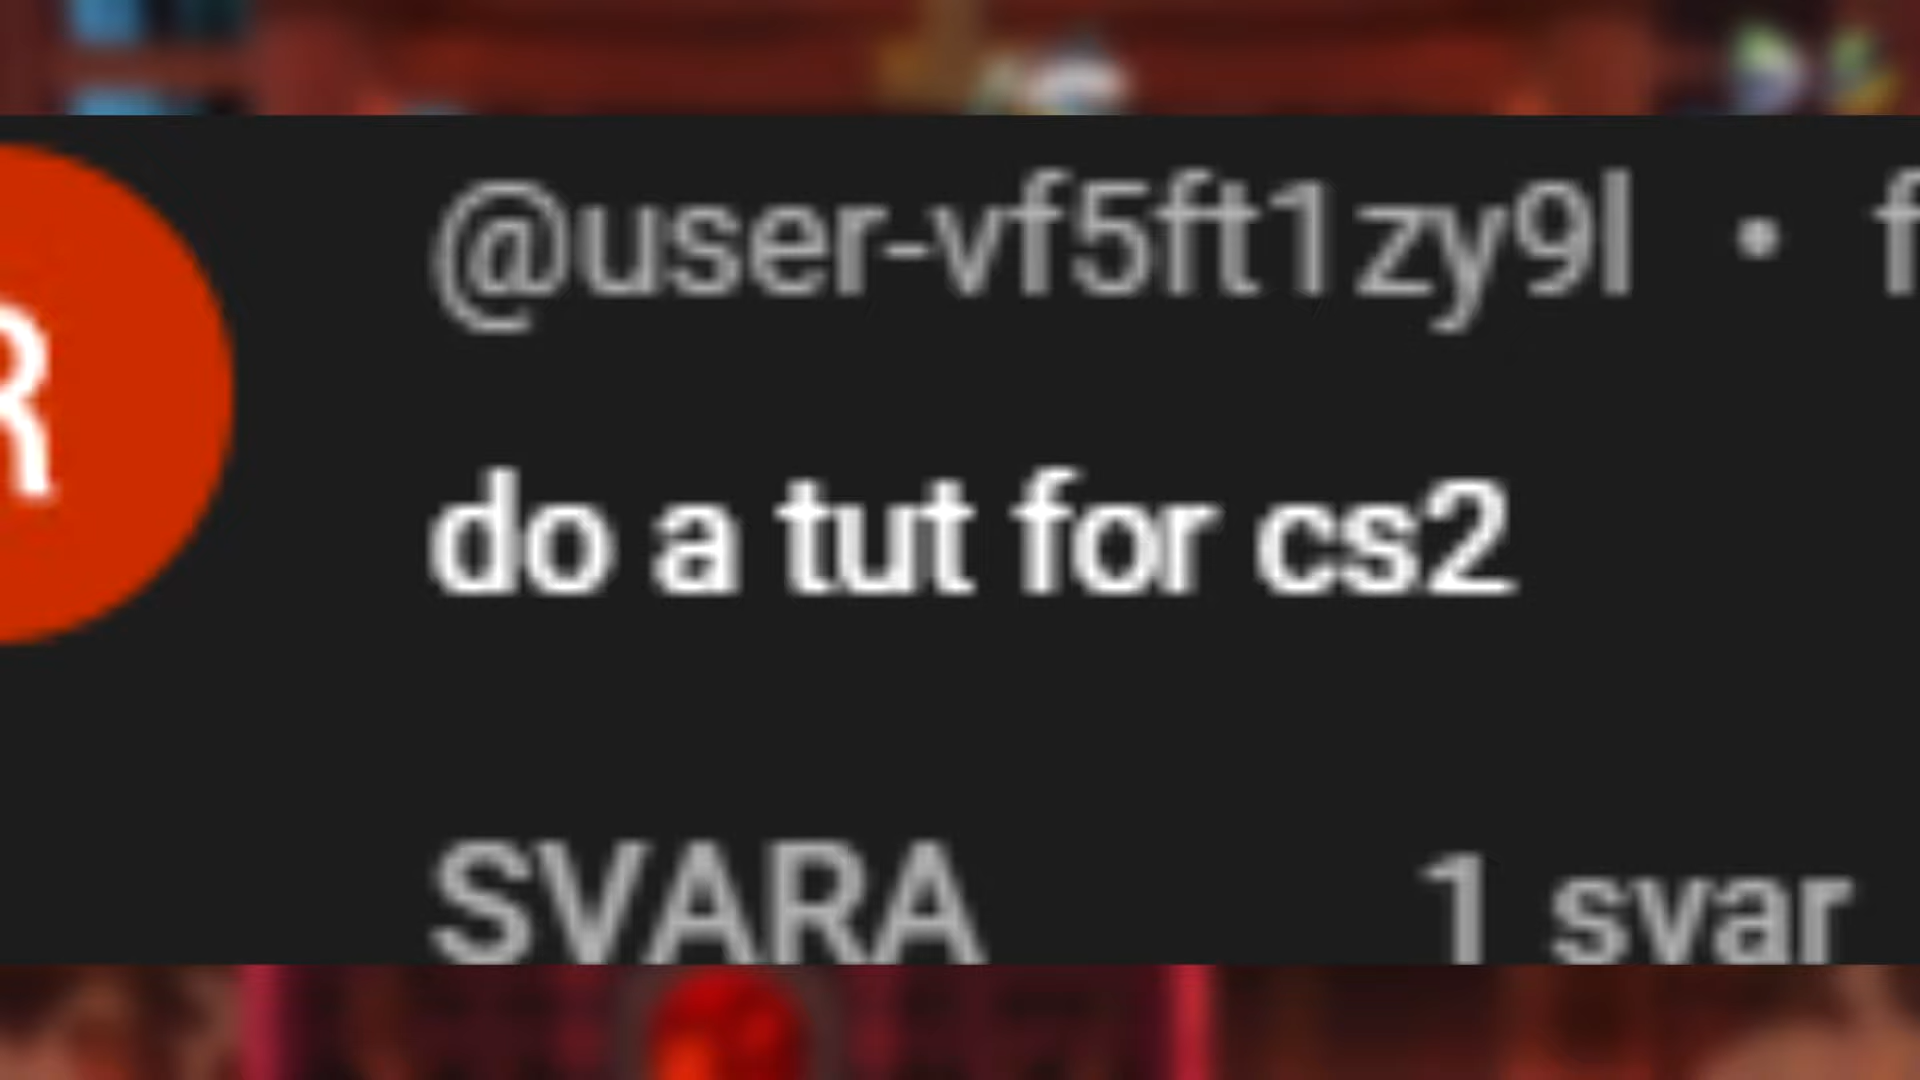 R
@user-vf5ft1zy9l • f
do a tut for cs2
SVARA 1 svar